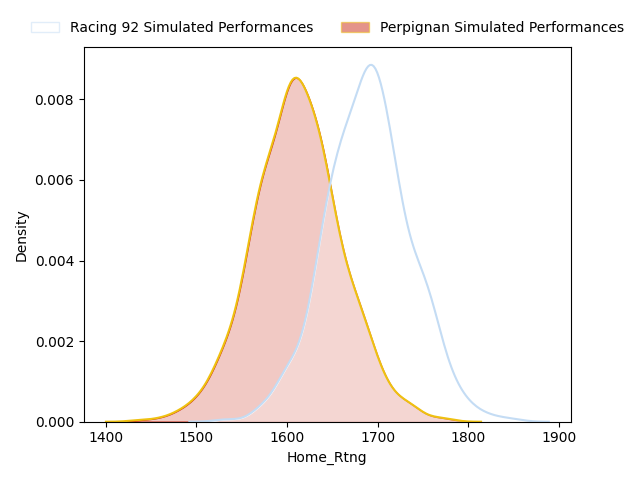 Racing 92 Simulated Performances Perpignan Simulated Performances
0.008
0.006
0.004
0.002
0.000
Density
1400 1500 1600 1700 1800 1900
Home_Rtng